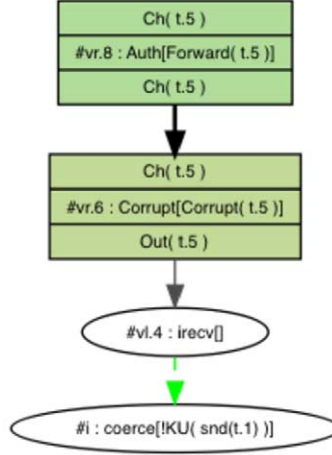 Ch( t.5 )
#vr.8 : Auth[Forward( t.5 )]
Ch( t.5 )
Ch( t.5 )
#vr.6 : Corrupt[Corrupt( t.5 )]
Out( t.5 )
#vl.4 : irecv[]
#i : coerce[!KU( snd(t.1) )]